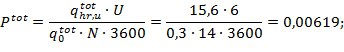 P^{tot} = \frac{q_{hr,u}^{tot} \cdot U}{q_0^{tot} \cdot N \cdot 3600} = \frac{15,6 \cdot 6}{0,3 \cdot 14 \cdot 3600} = 0,00619;